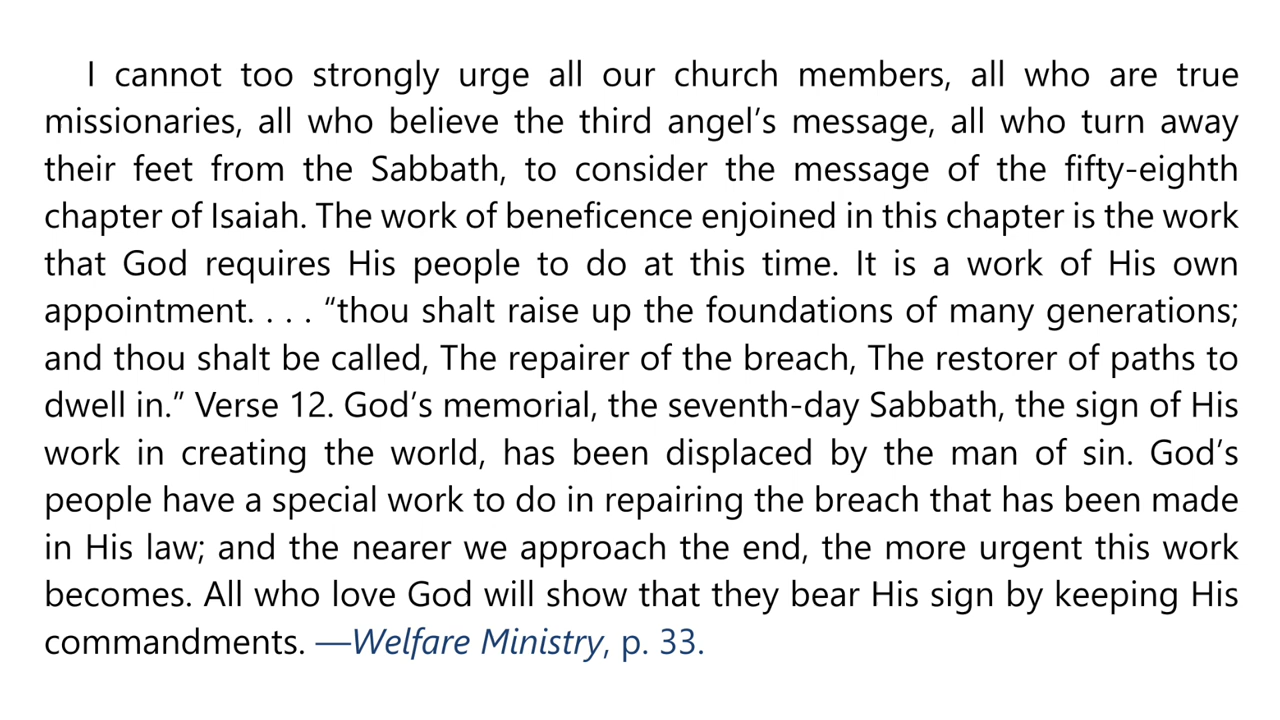 I cannot too strongly urge all our church members, all who are true
missionaries, all who believe the third angel’s message, all who turn away
their feet from the Sabbath, to consider the message of the fifty-eighth
chapter of Isaiah. The work of beneficence enjoined in this chapter is the work
that God requires His people to do at this time. It is a work of His own
appointment. . . . “thou shalt raise up the foundations of many generations;
and thou shalt be called, The repairer of the breach, The restorer of paths to
dwell in.” Verse 12. God’s memorial, the seventh-day Sabbath, the sign of His
work in creating the world, has been displaced by the man of sin. God’s
people have a special work to do in repairing the breach that has been made
in His law; and the nearer we approach the end, the more urgent this work
becomes. All who love God will show that they bear His sign by keeping His
commandments. —Welfare Ministry, p. 33.